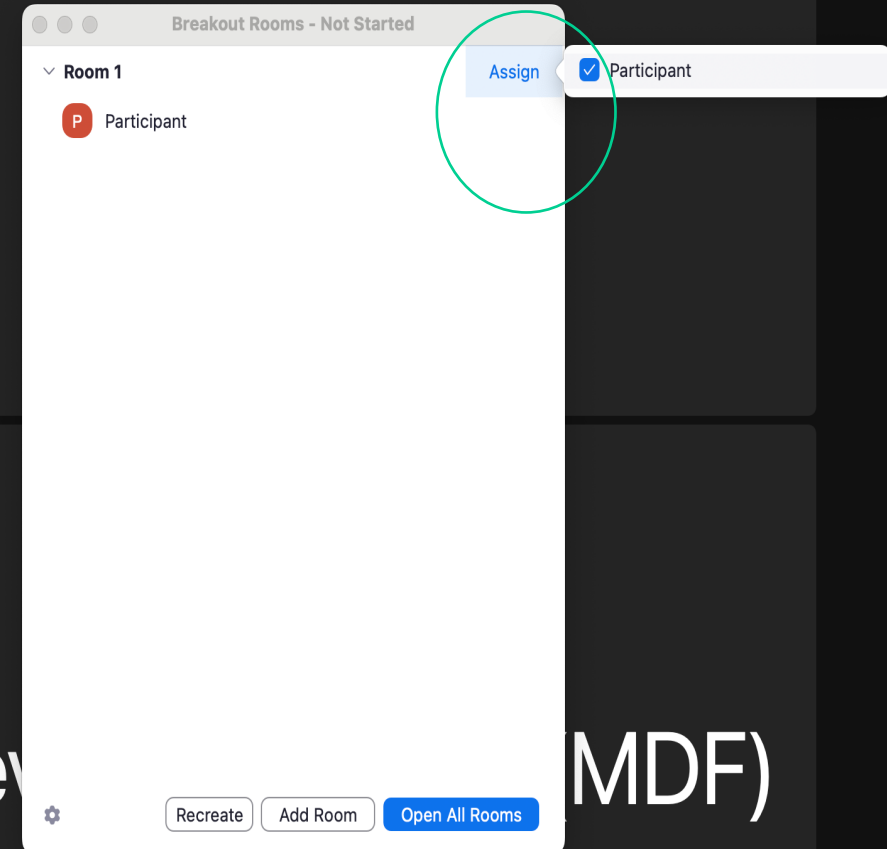 Breakout Rooms - Not Started
Room 1
Assign
Participant
P
Participant
(MDF)
Recreate
Add Room
Open All Rooms